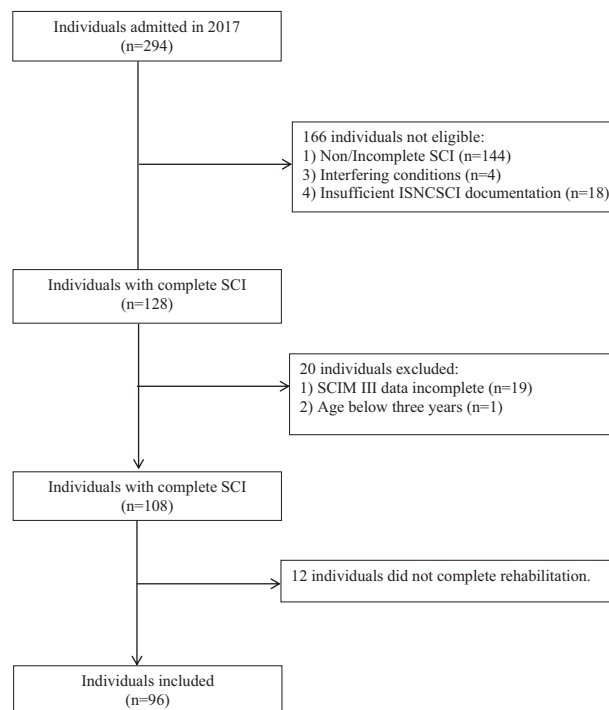 Individuals admitted in 2017
(n=294)
166 individuals not eligible:
1) Non/Incomplete SCI (n=144)
3) Interfering conditions (n=4)
4) Insufficient ISNCSCI documentation (n=18)
Individuals with complete SCI
(n=128)
20 individuals excluded:
1) SCIM III data incomplete (n=19)
2) Age below three years (n=1)
Individuals with complete SCI
(n=108)
12 individuals did not complete rehabilitation.
Individuals included
(n=96)